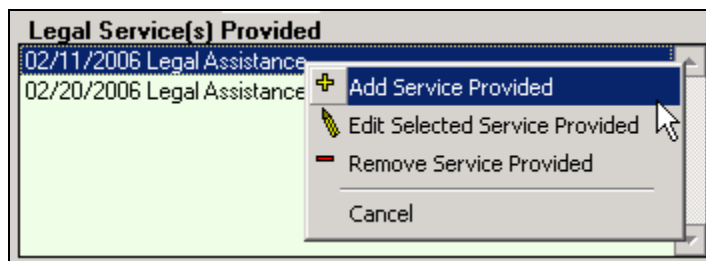 Legal Service(s) Provided
02/11/2006 Legal Assistance
02/20/2006 Legal Assistance
Add Service Provided
Edit Selected Service Provided
Remove Service Provided
Cancel